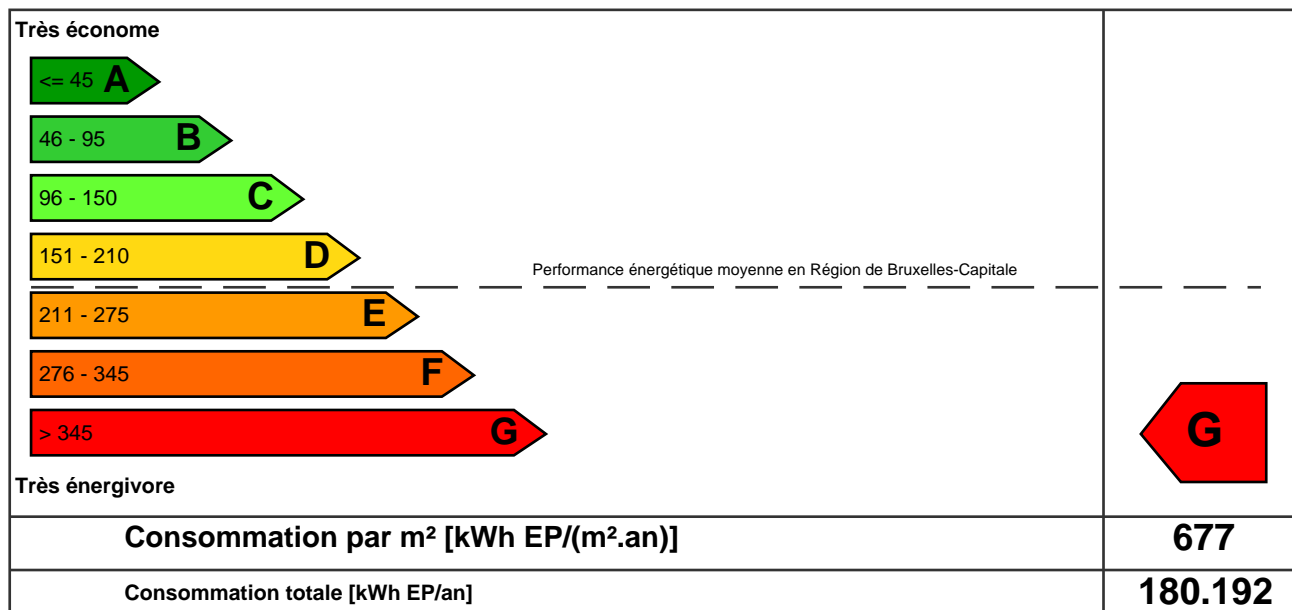 Très économe
<= 45 A
46 - 95 B
96 - 150 C
151 - 210 D
Performance énergétique moyenne en Région de Bruxelles-Capitale
211 - 275 E
276 - 345 F
> 345 G
G
Très énergivore
Consommation par m² [kWh EP/(m².an)] 677
Consommation totale [kWh EP/an] 180.192